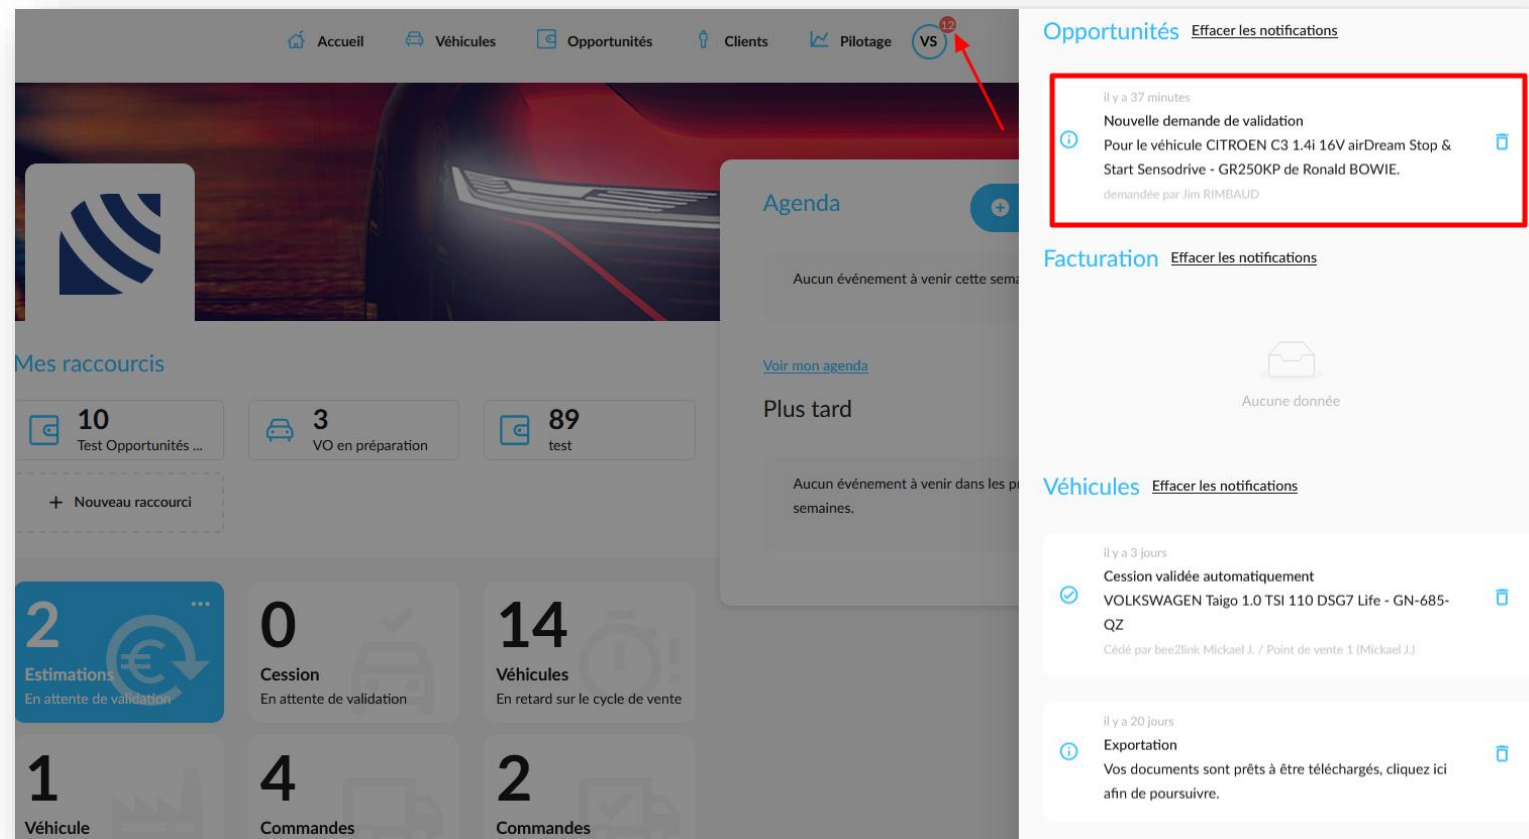 Accueil
Véhicules
Opportunités
Clients
Pilotage
VS
12
Agenda
Aucun événement à venir cette sema
Voir mon agenda
Plus tard
Aucun événement à venir dans les pr
semaines.
Mes raccourcis
10
Test Opportunités ...
3
VO en préparation
89
test
+ Nouveau raccourci
2
Estimations
En attente de validation
0
Cession
En attente de validation
14
Véhicules
En retard sur le cycle de vente
1
Véhicule
4
Commandes
2
Commandes
Opportunités Effacer les notifications
il y a 37 minutes
Nouvelle demande de validation
Pour le véhicule CITROEN C3 1.4i 16V airDream Stop &
Start Sensodrive - GR250KP de Ronald BOWIE.
demandée par Jim RIMBAUD
Facturation Effacer les notifications
Aucune donnée
Véhicules Effacer les notifications
il y a 3 jours
Cession validée automatiquement
VOLKSWAGEN Taigo 1.0 TSI 110 DSG7 Life - GN-685-
QZ
Cédé par bee2link Mickael J. / Point de vente 1 (Mickael J.)
il y a 20 jours
Exportation
Vos documents sont prêts à être téléchargés, cliquez ici
afin de poursuivre.